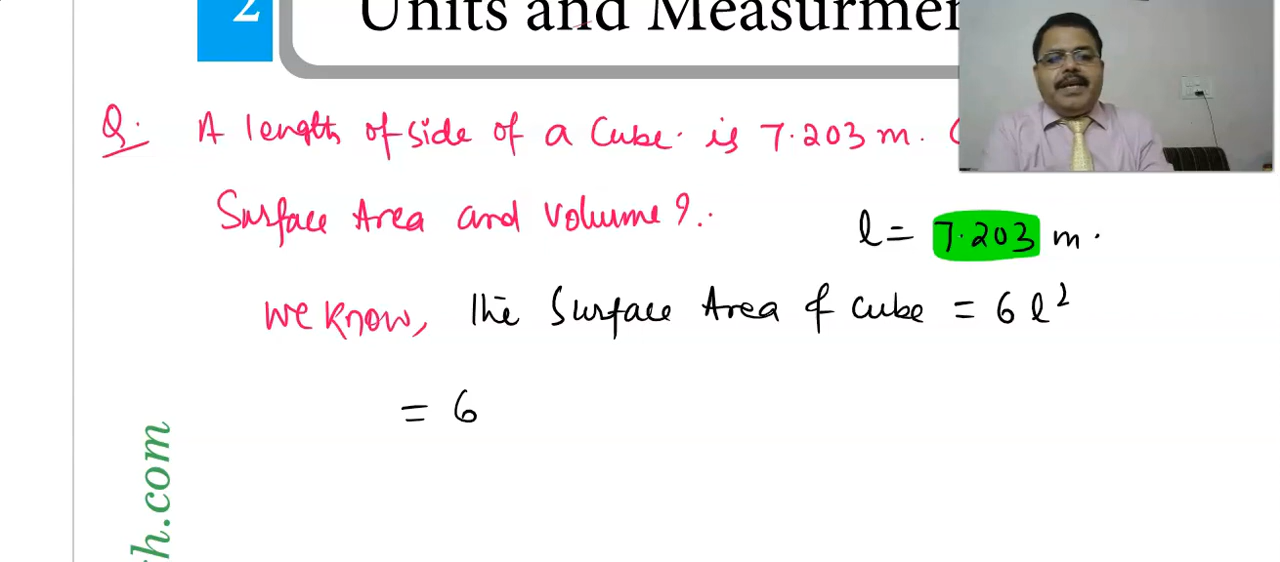 2
Units and Measurme
Q. A length of side of a Cube. is 7.203 m.
Surface Area and Volume ?.
l = 7.203 m.
We know, the Surface Area of Cube = 6 l²
= 6
h.com